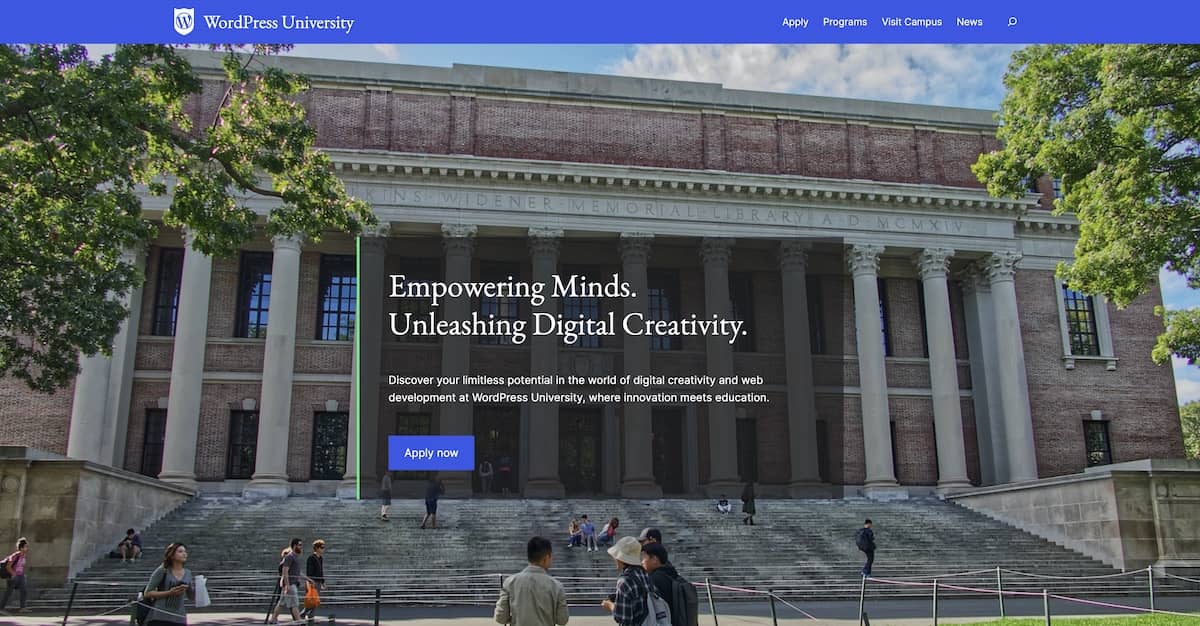 WordPress University
Apply
Programs
Visit Campus
News
KINS · WIDENER · MEMORIAL · LIBRARY · A · D · MCMXIV
Empowering Minds.
Unleashing Digital Creativity.
Discover your limitless potential in the world of digital creativity and web
development at WordPress University, where innovation meets education.
Apply now